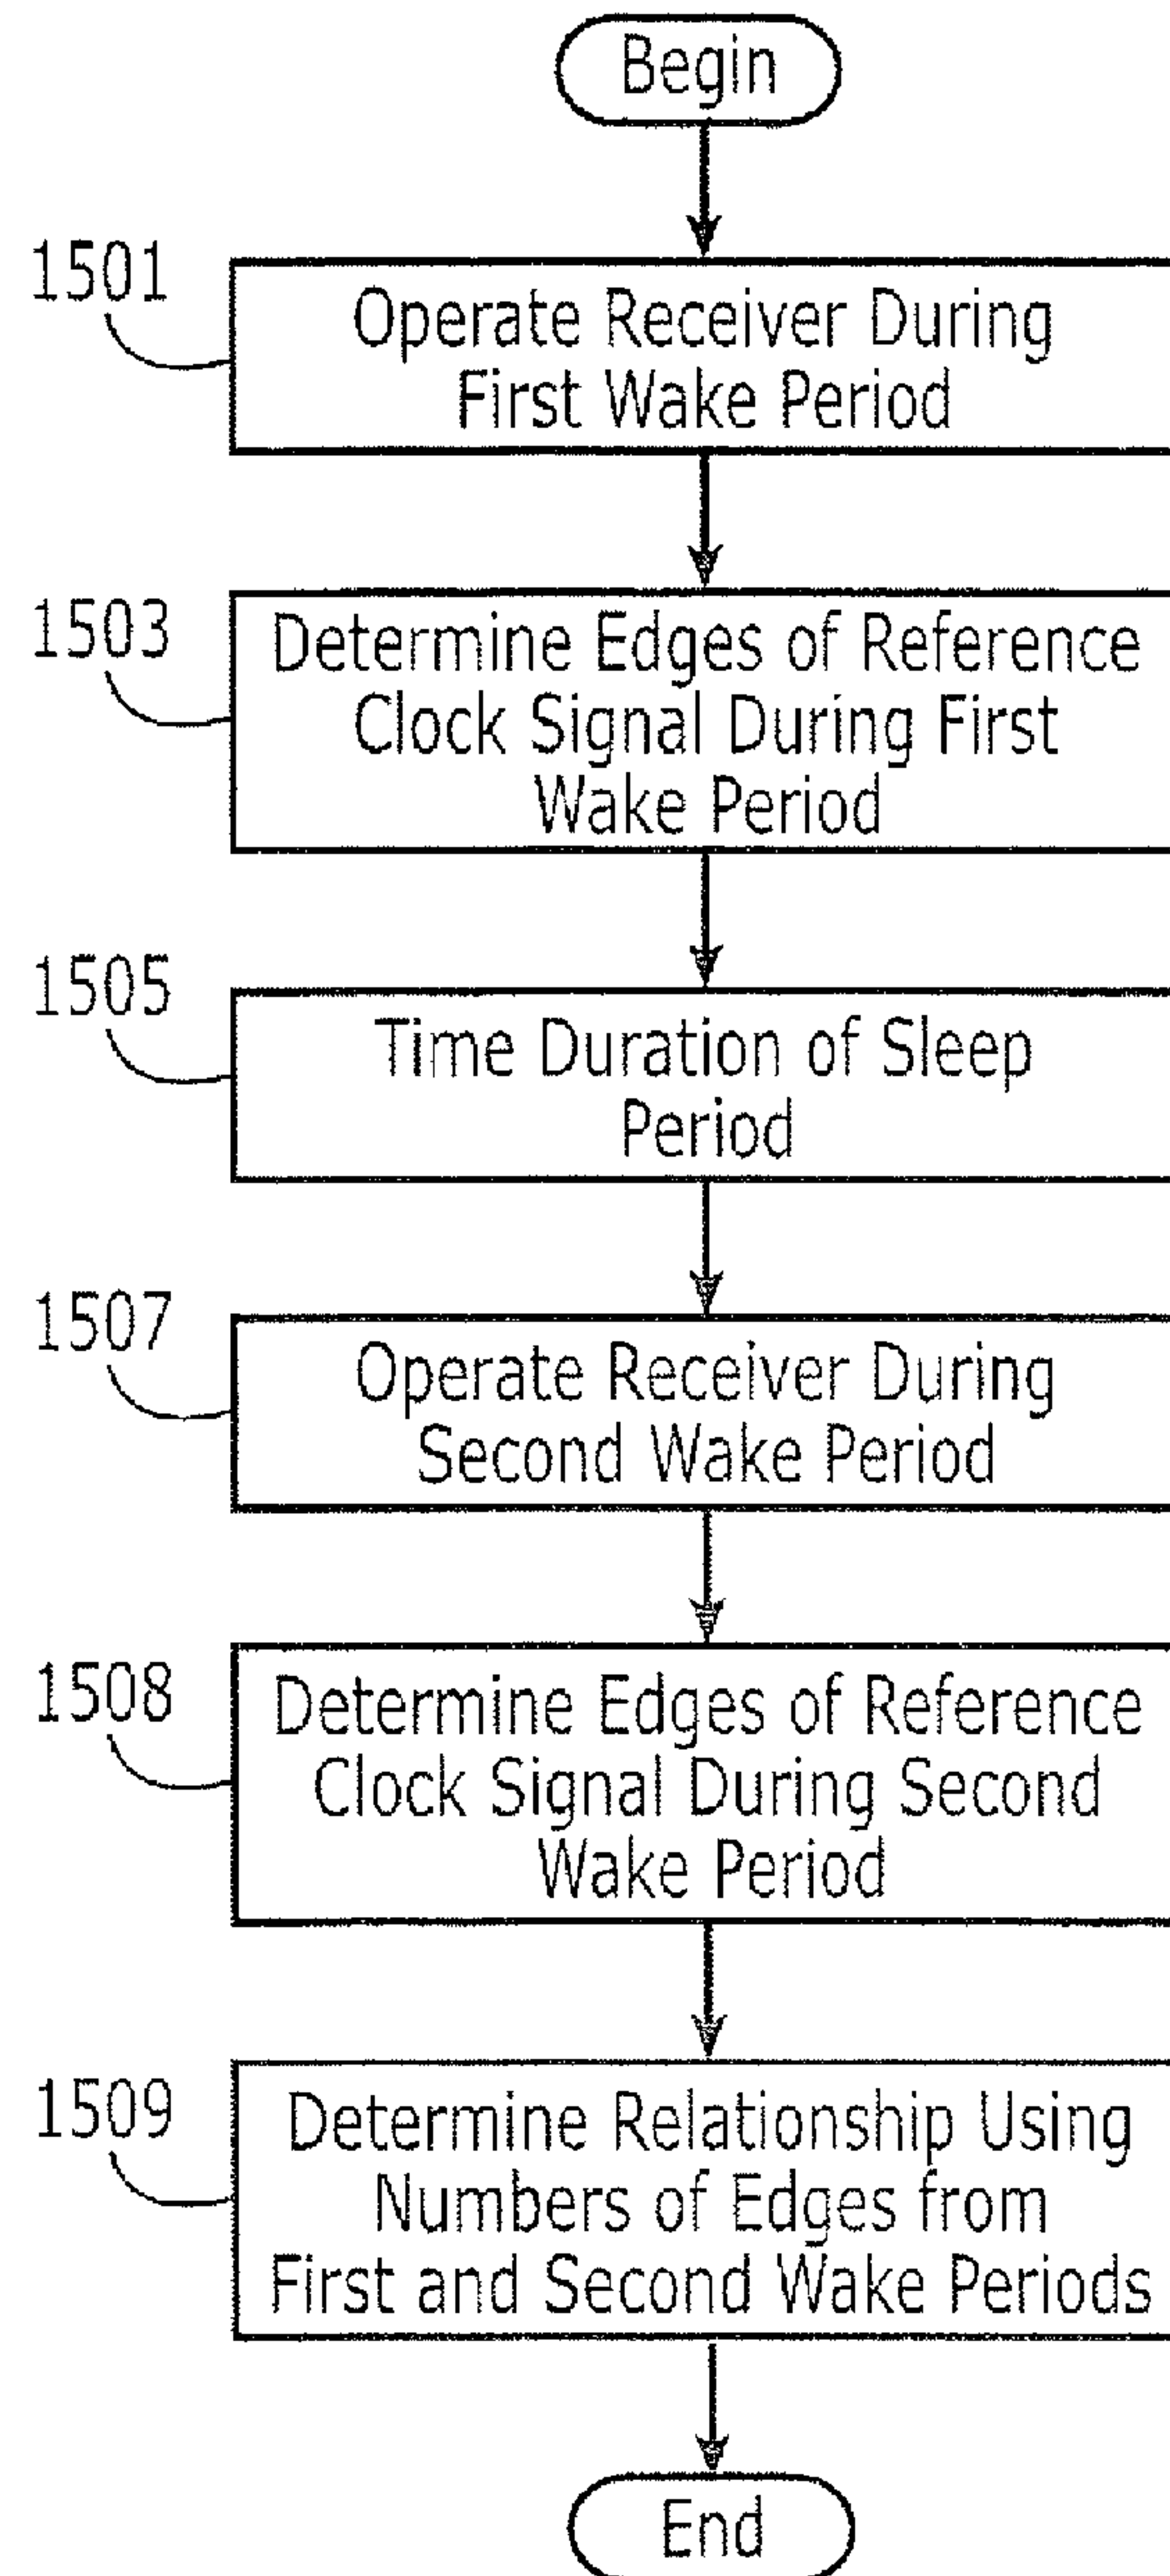 Begin
1501
Operate Receiver During
First Wake Period
1503
Determine Edges of Reference
Clock Signal During First
Wake Period
1505
Time Duration of Sleep
Period
1507
Operate Receiver During
Second Wake Period
1508
Determine Edges of Reference
Clock Signal During Second
Wake Period
1509
Determine Relationship Using
Numbers of Edges from
First and Second Wake Periods
End